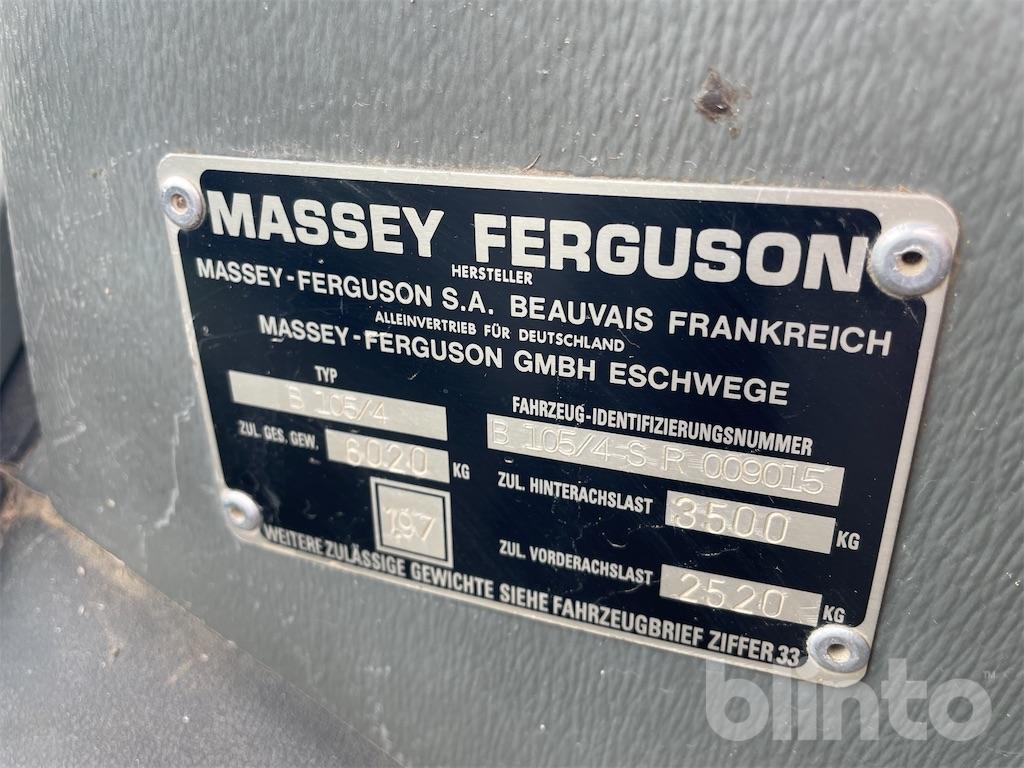 MASSEY FERGUSON
HERSTELLER
MASSEY-FERGUSON S.A. BEAUVAIS FRANKREICH
ALLEINVERTRIEB FÜR DEUTSCHLAND
MASSEY-FERGUSON GMBH ESCHWEGE
TYP
B 105/4
FAHRZEUG-IDENTIFIZIERUNGSNUMMER
B 105/4-S R 009015
ZUL. GES. GEW. 6020 KG
ZUL. HINTERACHSLAST 3500 KG
197
ZUL. VORDERACHSLAST 2520 KG
WEITERE ZULÄSSIGE GEWICHTE SIEHE FAHRZEUGBRIEF ZIFFER 33
blinto™